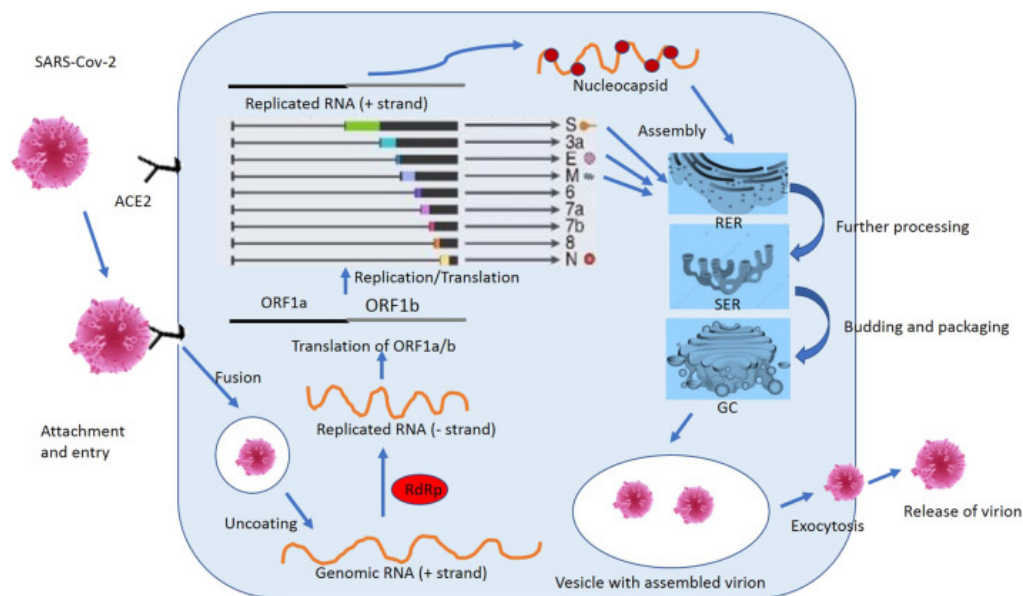 SARS-Cov-2
ACE2
Attachment
and entry
Fusion
Uncoating
Genomic RNA (+ strand)
RdRp
Replicated RNA (- strand)
Translation of ORF1a/b
ORF1a
ORF1b
Replication/Translation
Replicated RNA (+ strand)
S
3a
E
M
6
7a
7b
8
N
Nucleocapsid
Assembly
RER
Further processing
SER
Budding and packaging
GC
Vesicle with assembled virion
Exocytosis
Release of virion